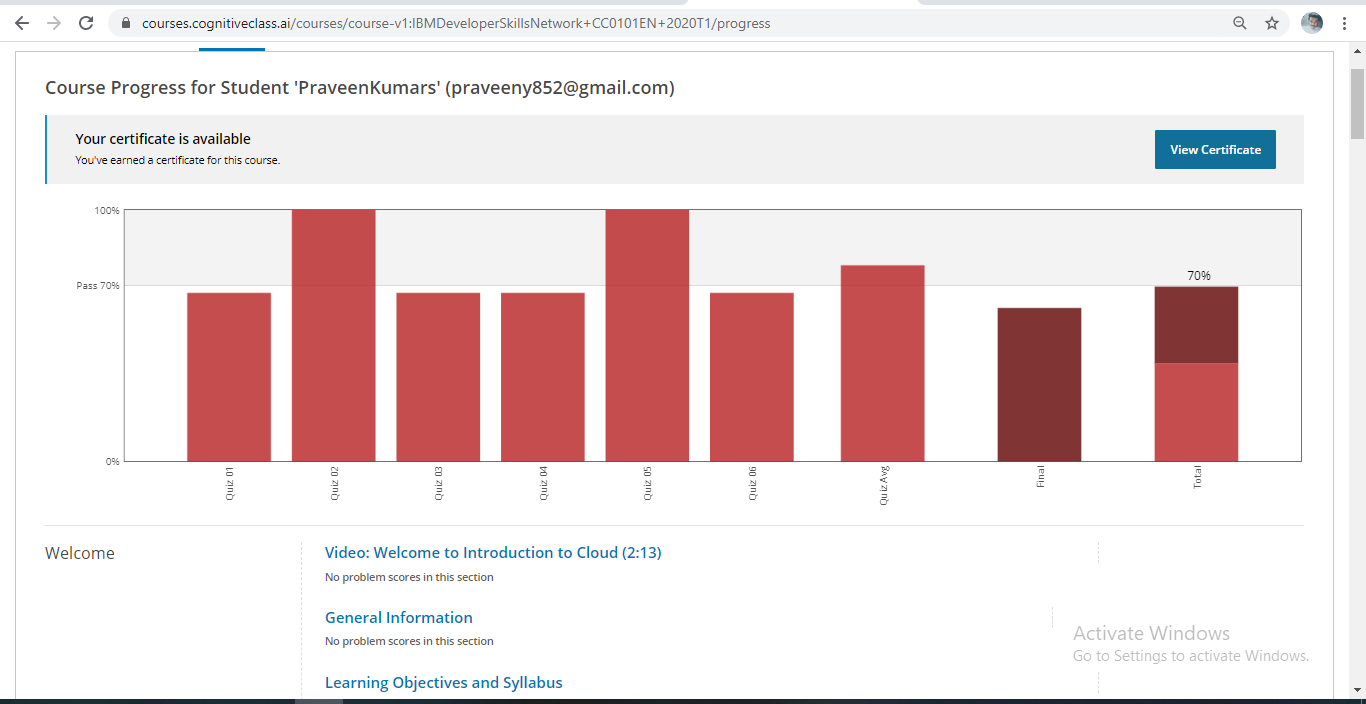 courses.cognitiveclass.ai/courses/course-v1:IBMDeveloperSkillsNetwork+CC0101EN+2020T1/progress
Course Progress for Student 'PraveenKumars' (praveeny852@gmail.com)
Your certificate is available
You've earned a certificate for this course.
View Certificate
100%
Pass 70%
70%
0%
Quiz 01
Quiz 02
Quiz 03
Quiz 04
Quiz 05
Quiz 06
Quiz Avg
Final
Total
Welcome
Video: Welcome to Introduction to Cloud (2:13)
No problem scores in this section
General Information
No problem scores in this section
Activate Windows
Go to Settings to activate Windows.
Learning Objectives and Syllabus